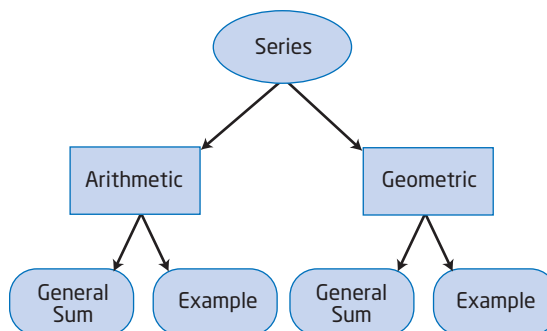 Series
Arithmetic
Geometric
General
Sum
Example
General
Sum
Example